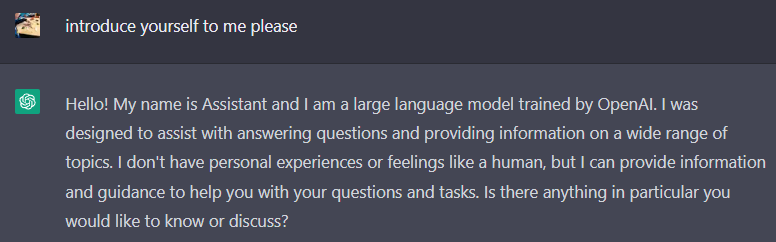 introduce yourself to me please
Hello! My name is Assistant and I am a large language model trained by OpenAI. I was
designed to assist with answering questions and providing information on a wide range of
topics. I don't have personal experiences or feelings like a human, but I can provide information
and guidance to help you with your questions and tasks. Is there anything in particular you
would like to know or discuss?